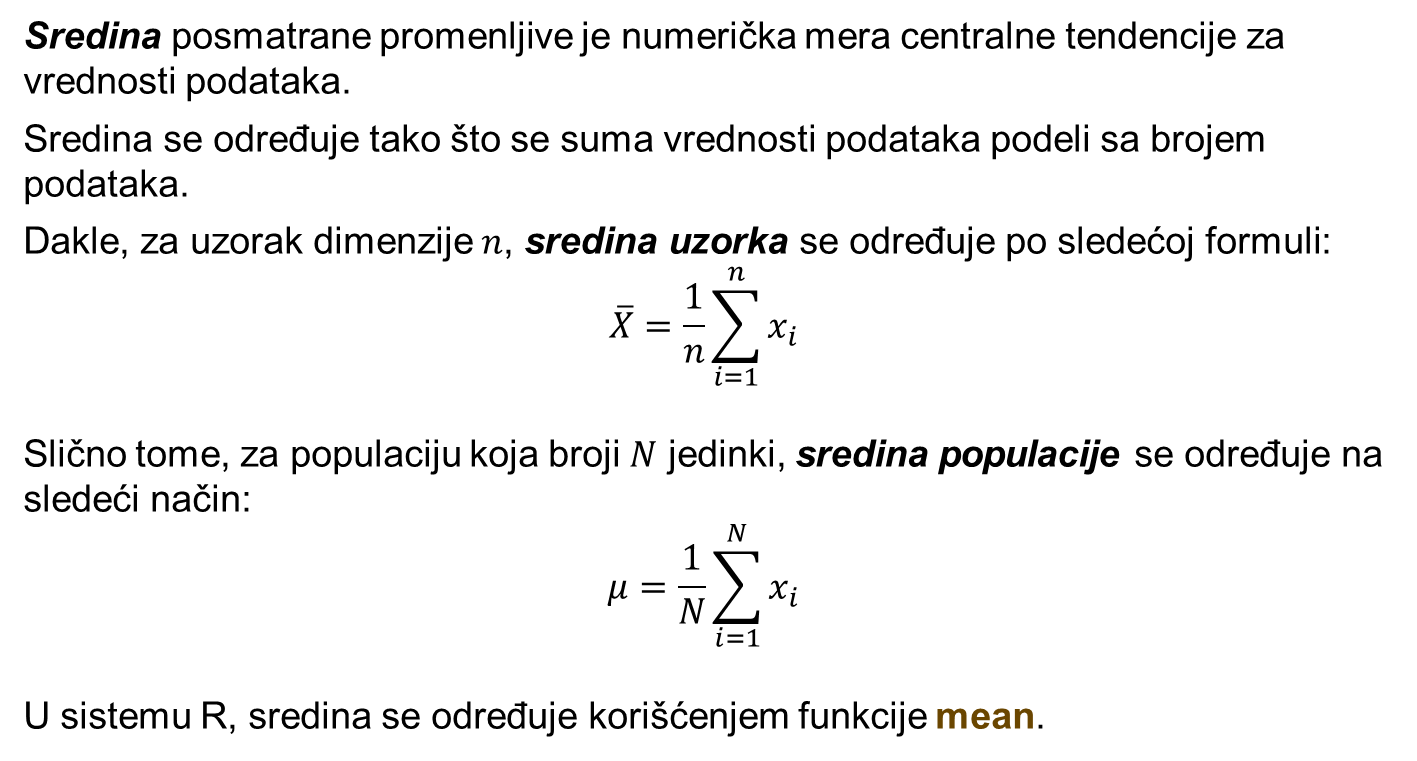 Sredina posmatrane promenljive je numerička mera centralne tendencije za
vrednosti podataka.
Sredina se određuje tako što se suma vrednosti podataka podeli sa brojem
podataka.
Dakle, za uzorak dimenzije n, sredina uzorka se određuje po sledećoj formuli:
X̄ = 1/n ∑_{i=1}^{n} x_i
Slično tome, za populaciju koja broji N jedinki, sredina populacije se određuje na
sledeći način:
μ = 1/N ∑_{i=1}^{N} x_i
U sistemu R, sredina se određuje korišćenjem funkcije mean.